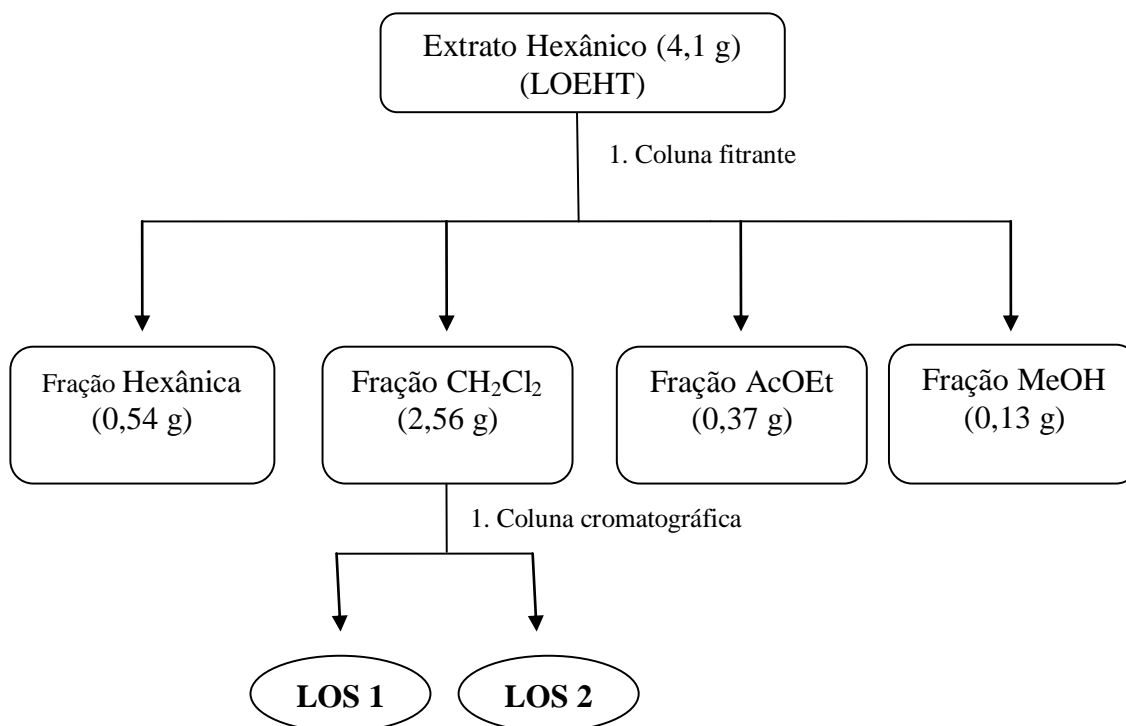 Extrato Hexânico (4,1 g)
(LOEHT)
1. Coluna fitrante
Fração Hexânica
(0,54 g)
Fração CH₂Cl₂
(2,56 g)
Fração AcOEt
(0,37 g)
Fração MeOH
(0,13 g)
1. Coluna cromatográfica
LOS 1
LOS 2